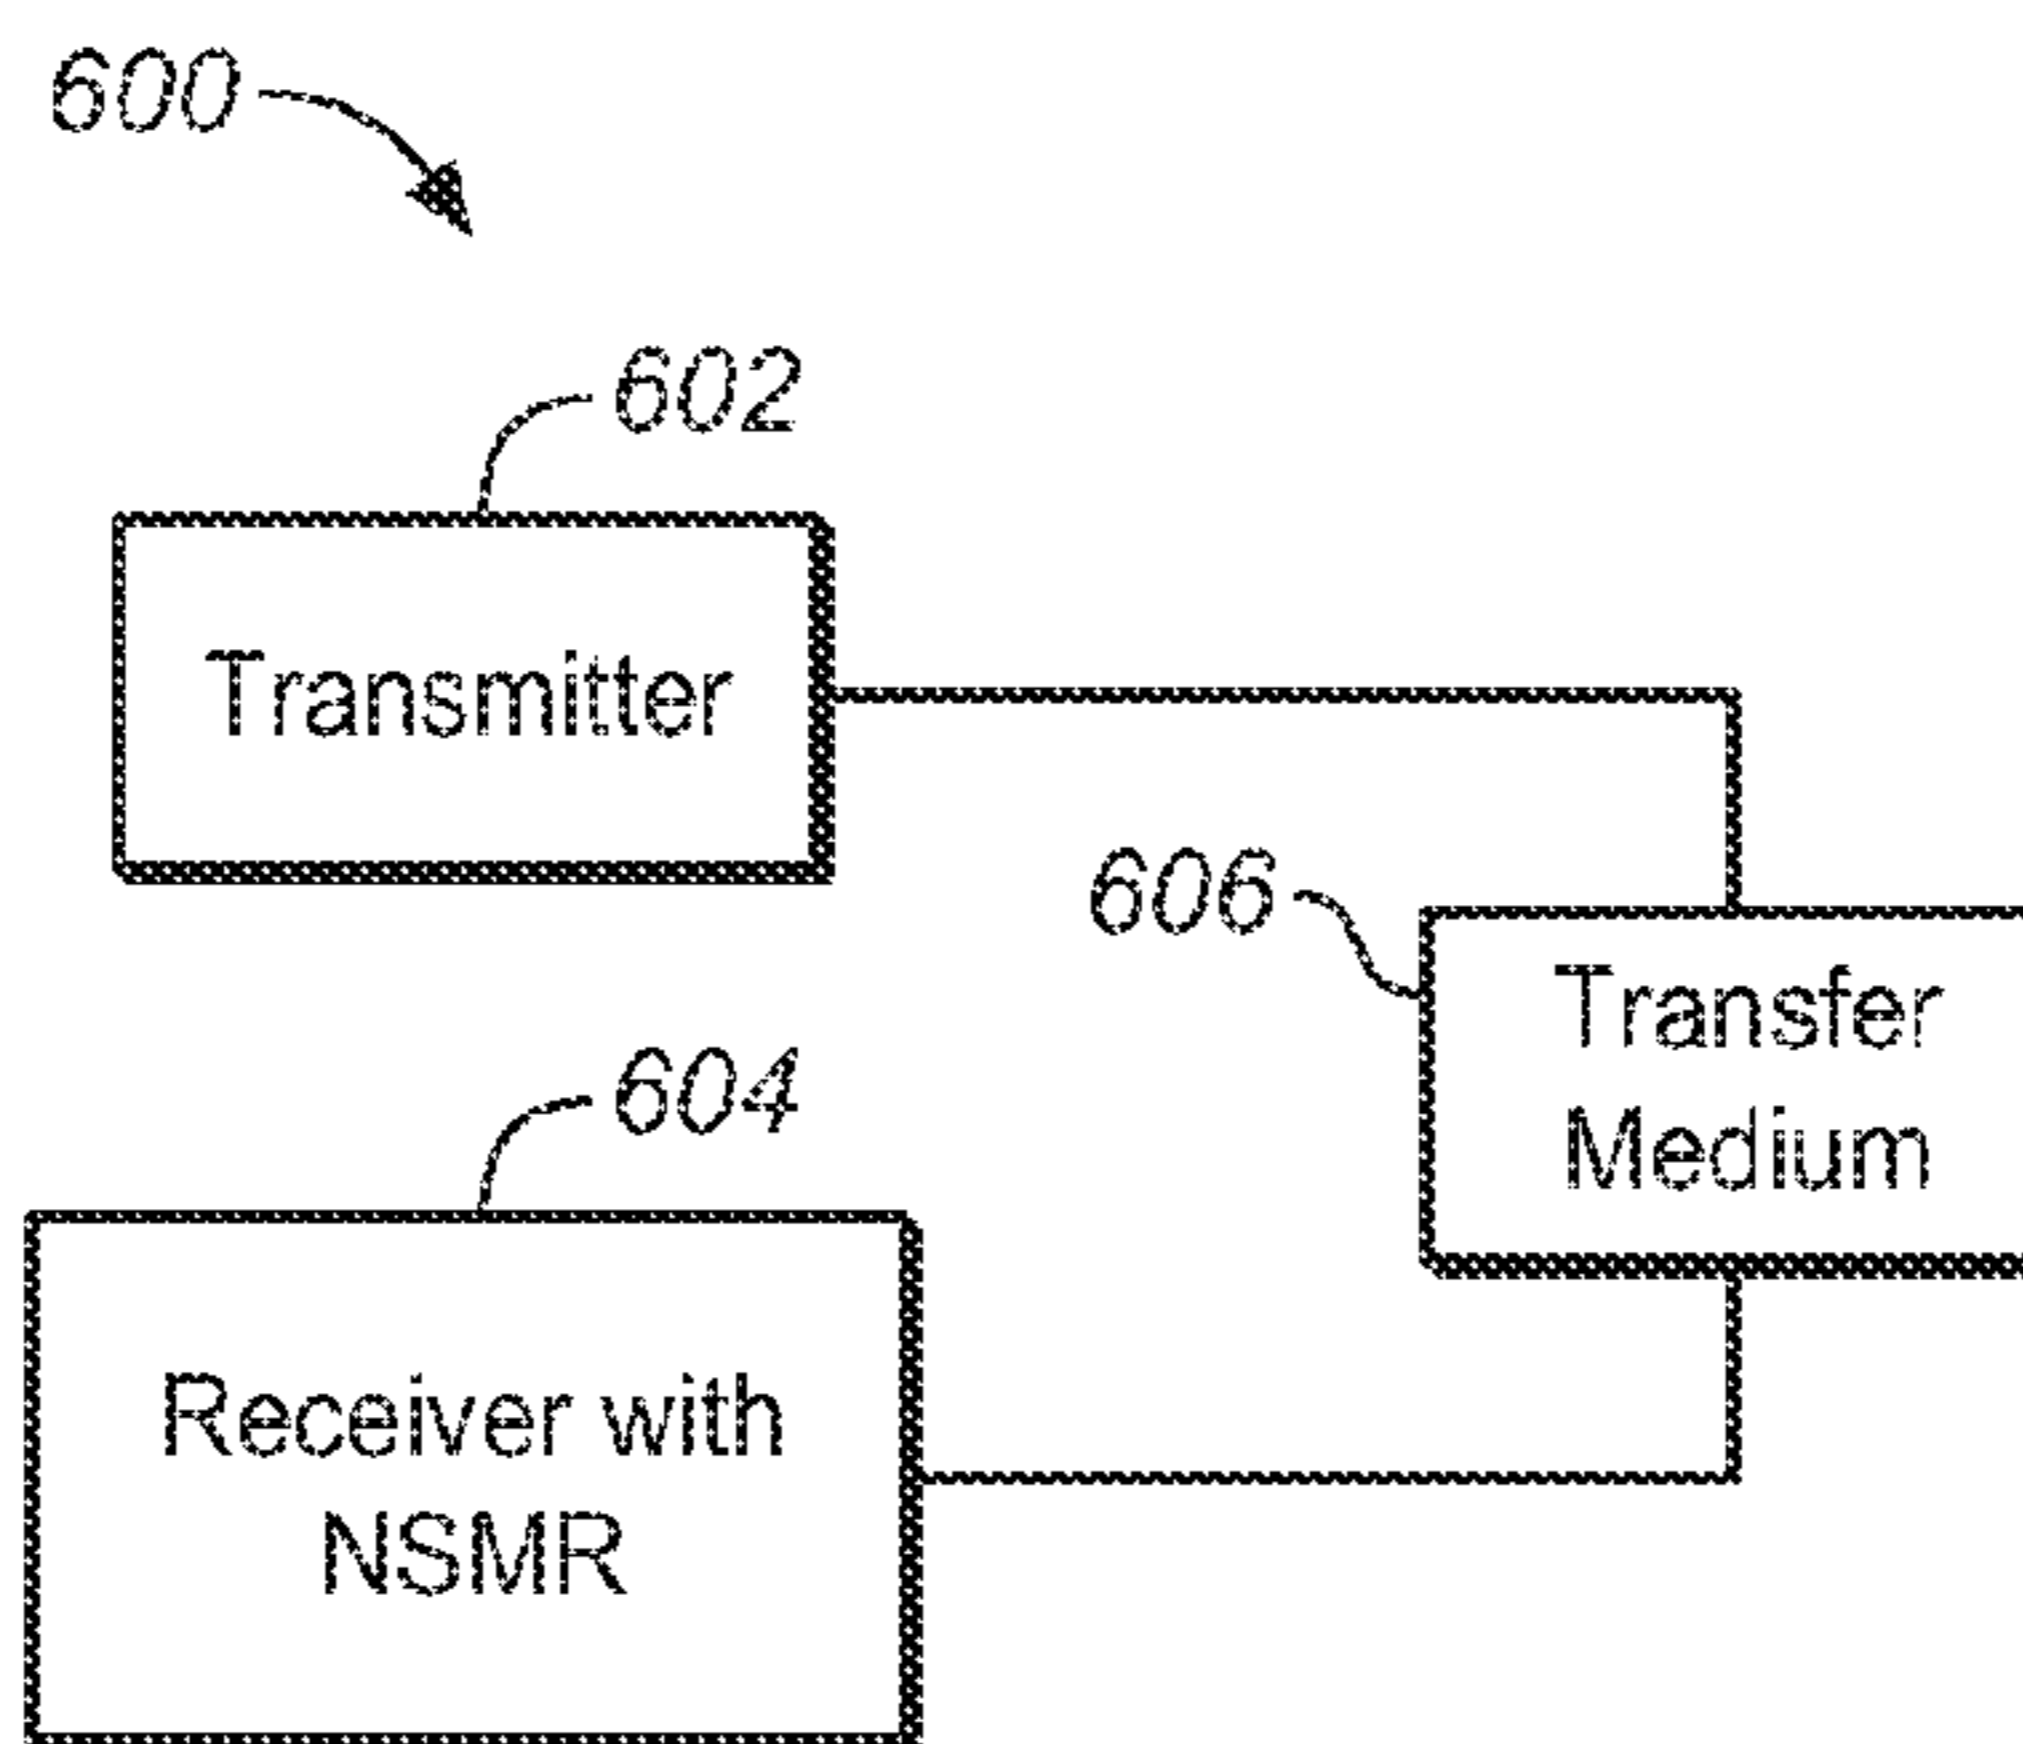 600
602
Transmitter
606
Transfer
Medium
604
Receiver with
NSMR